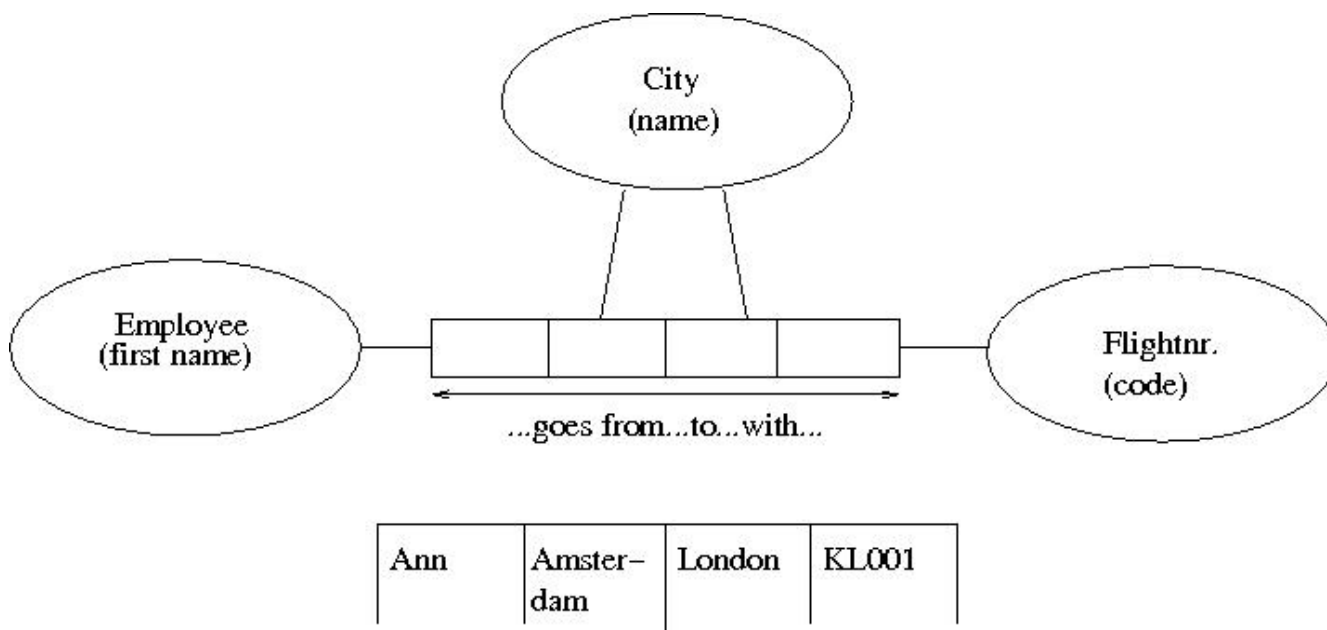 City
(name)
Employee
(first name)
Flightnr.
(code)
...goes from...to...with...
Ann
Amster-
dam
London
KL001